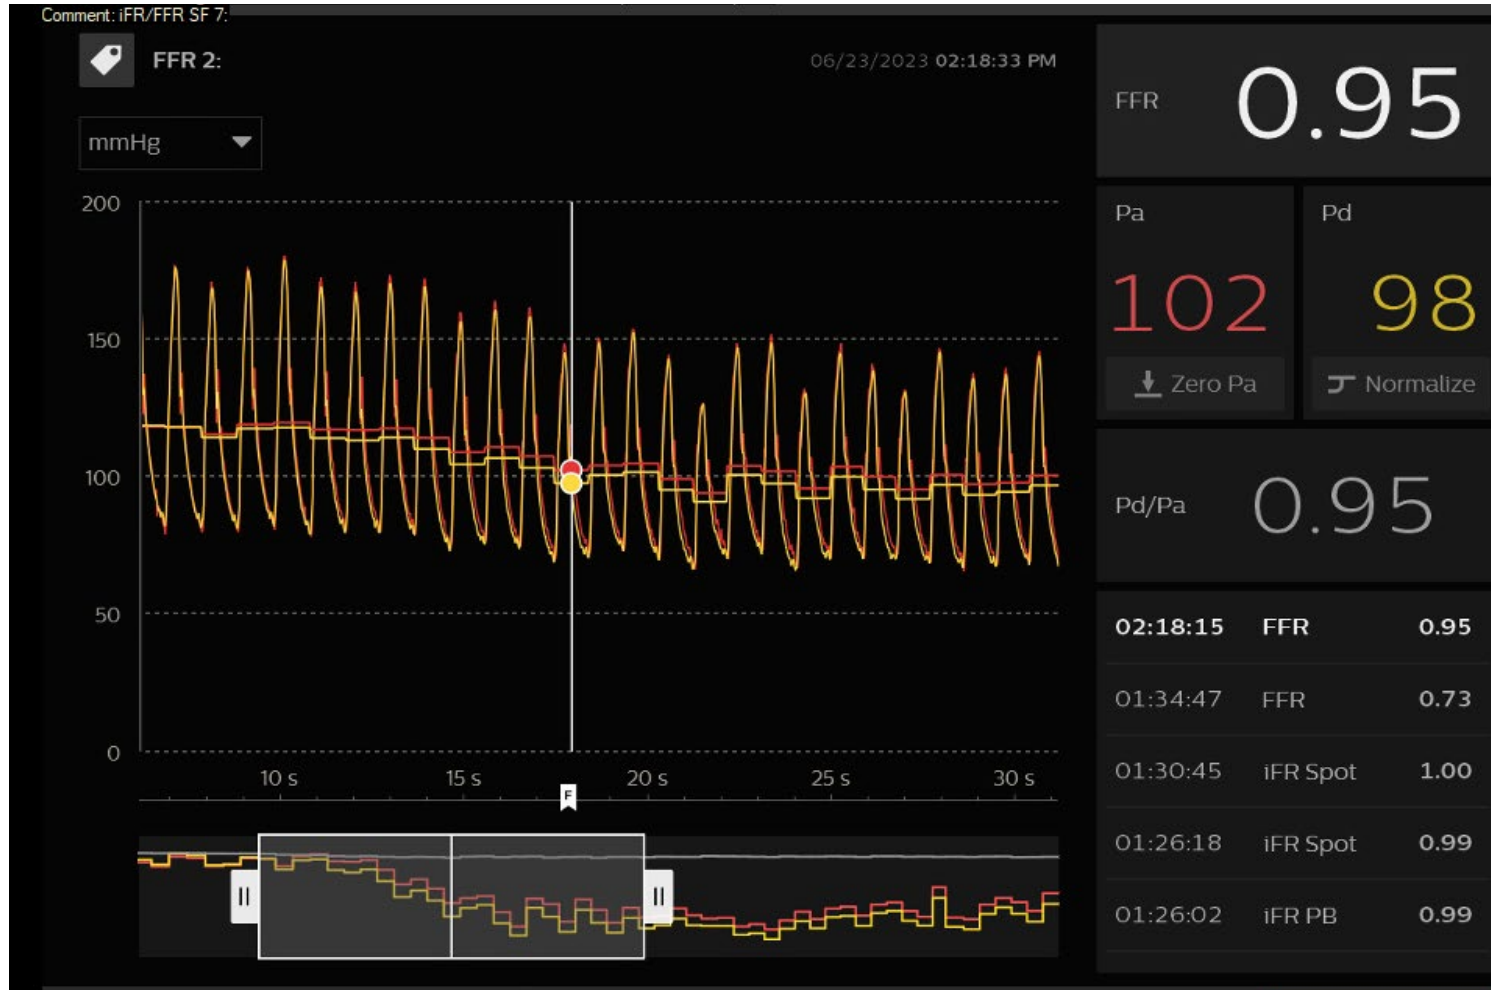 Comment: iFR/FFR SF 7:
FFR 2:
06/23/2023 02:18:33 PM
mmHg
200
150
100
50
0
10 s 15 s 20 s 25 s 30 s
F
FFR 0.95
Pa Pd
102 98
Zero Pa Normalize
Pd/Pa 0.95
02:18:15 FFR 0.95
01:34:47 FFR 0.73
01:30:45 iFR Spot 1.00
01:26:18 iFR Spot 0.99
01:26:02 iFR PB 0.99